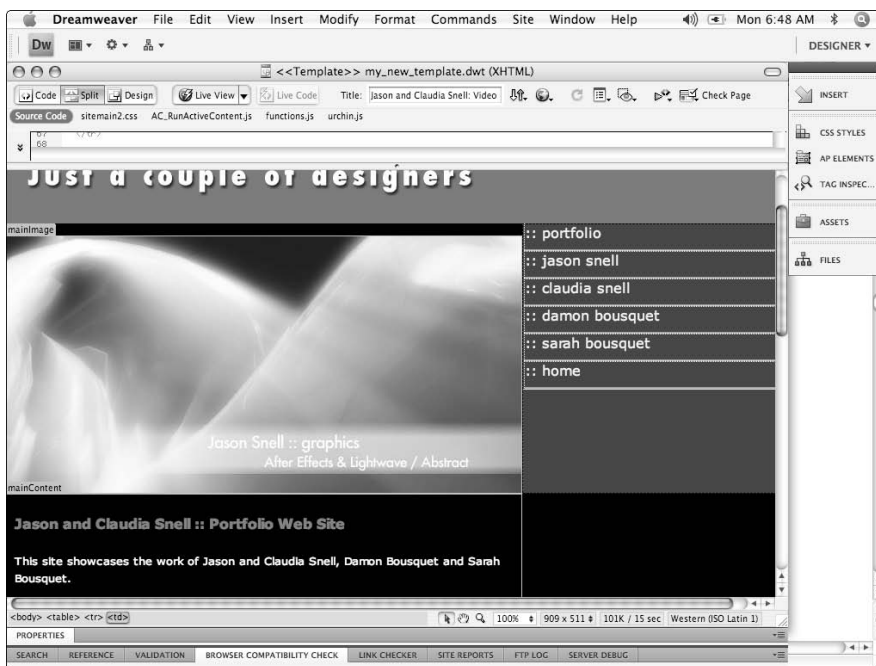 Dreamweaver File Edit View Insert Modify Format Commands Site Window Help Mon 6:48 AM
Dw DESIGNER
<<Template>> my_new_template.dwt (XHTML)
Code Split Design Live View Live Code Title: Jason and Claudia Snell: Video Check Page
Source Code sitemain2.css AC_RunActiveContent.js functions.js urchin.js
67
68
Just a couple of designers
mainImage
:: portfolio
:: jason snell
:: claudia snell
:: damon bousquet
:: sarah bousquet
:: home
Jason Snell :: graphics
After Effects & Lightwave / Abstract
mainContent
Jason and Claudia Snell :: Portfolio Web Site
This site showcases the work of Jason and Claudia Snell, Damon Bousquet and Sarah
Bousquet.
<body> <table> <tr> <td> 100% 909 x 511 101K / 15 sec Western (ISO Latin 1)
PROPERTIES
SEARCH REFERENCE VALIDATION BROWSER COMPATIBILITY CHECK LINK CHECKER SITE REPORTS FTP LOG SERVER DEBUG
INSERT
CSS STYLES
AP ELEMENTS
TAG INSPEC...
ASSETS
FILES